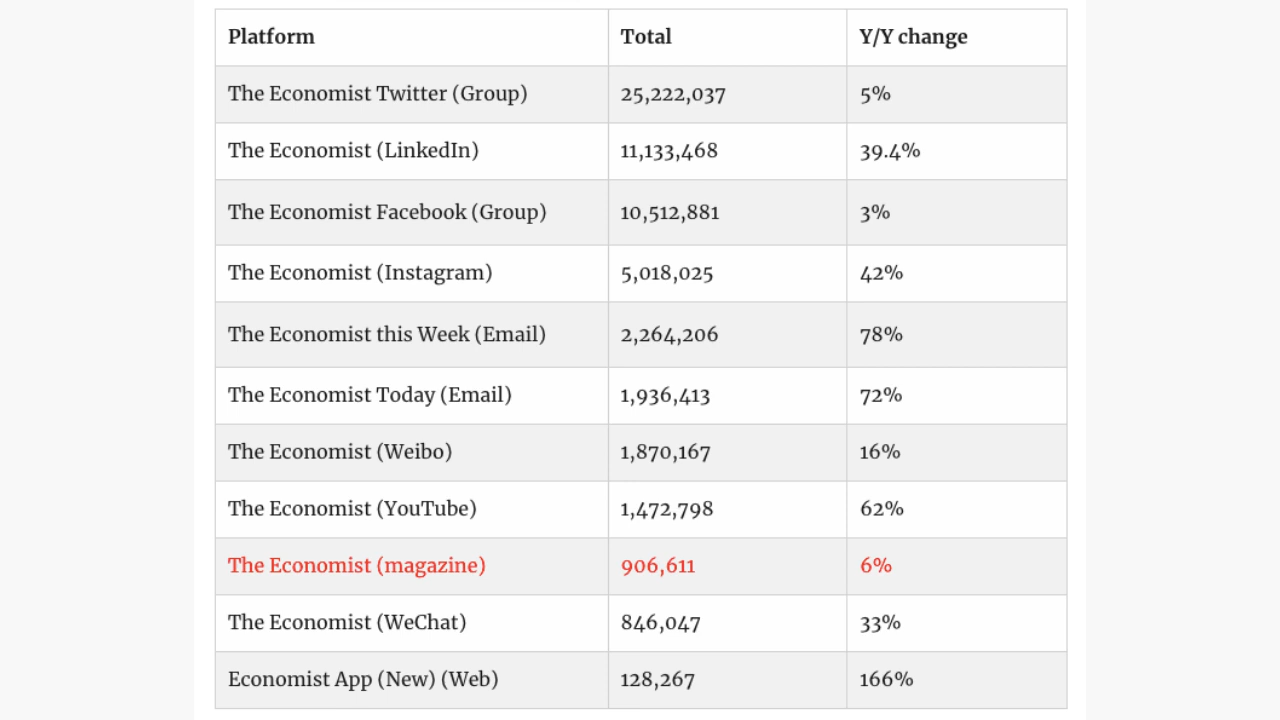 Platform Total Y/Y change
The Economist Twitter (Group) 25,222,037 5%
The Economist (LinkedIn) 11,133,468 39.4%
The Economist Facebook (Group) 10,512,881 3%
The Economist (Instagram) 5,018,025 42%
The Economist this Week (Email) 2,264,206 78%
The Economist Today (Email) 1,936,413 72%
The Economist (Weibo) 1,870,167 16%
The Economist (YouTube) 1,472,798 62%
The Economist (magazine) 906,611 6%
The Economist (WeChat) 846,047 33%
Economist App (New) (Web) 128,267 166%